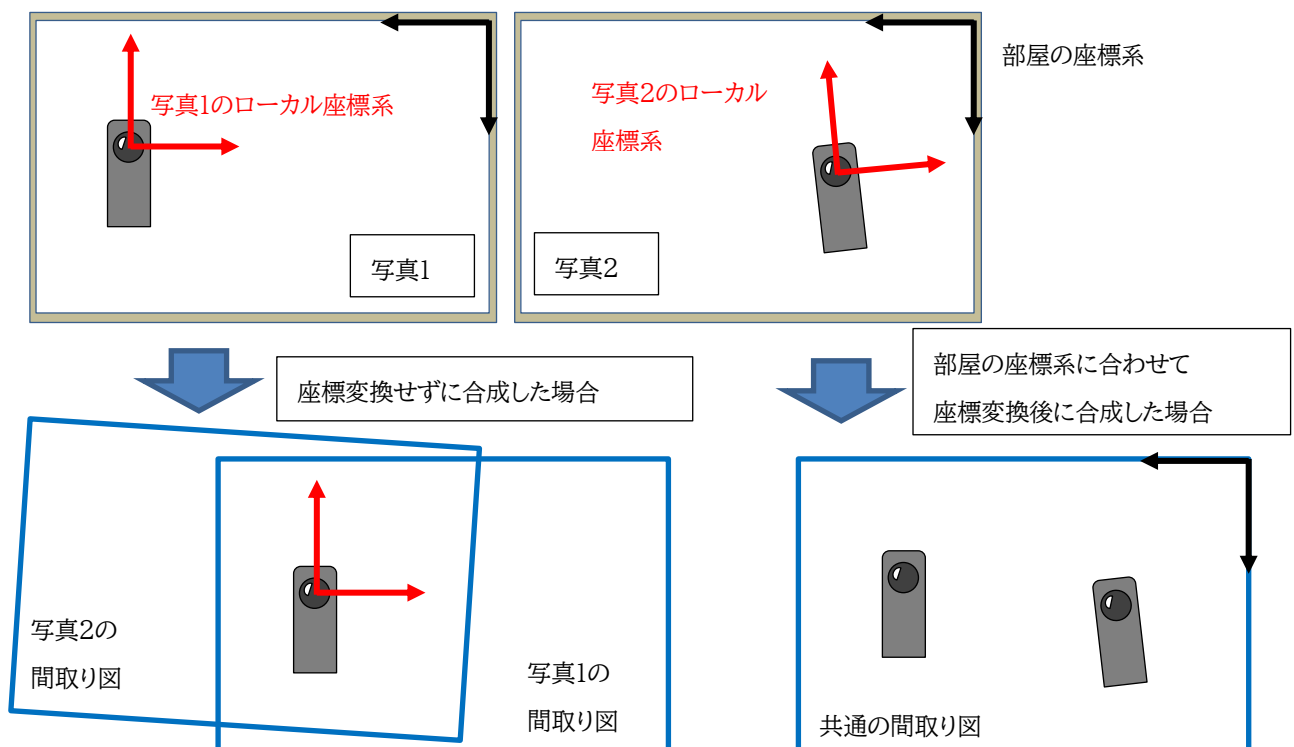 部屋の座標系
写真1のローカル座標系
写真2のローカル
座標系
写真1
写真2
座標変換せずに合成した場合
部屋の座標系に合わせて
座標変換後に合成した場合
写真2の
間取り図
写真1の
間取り図
共通の間取り図